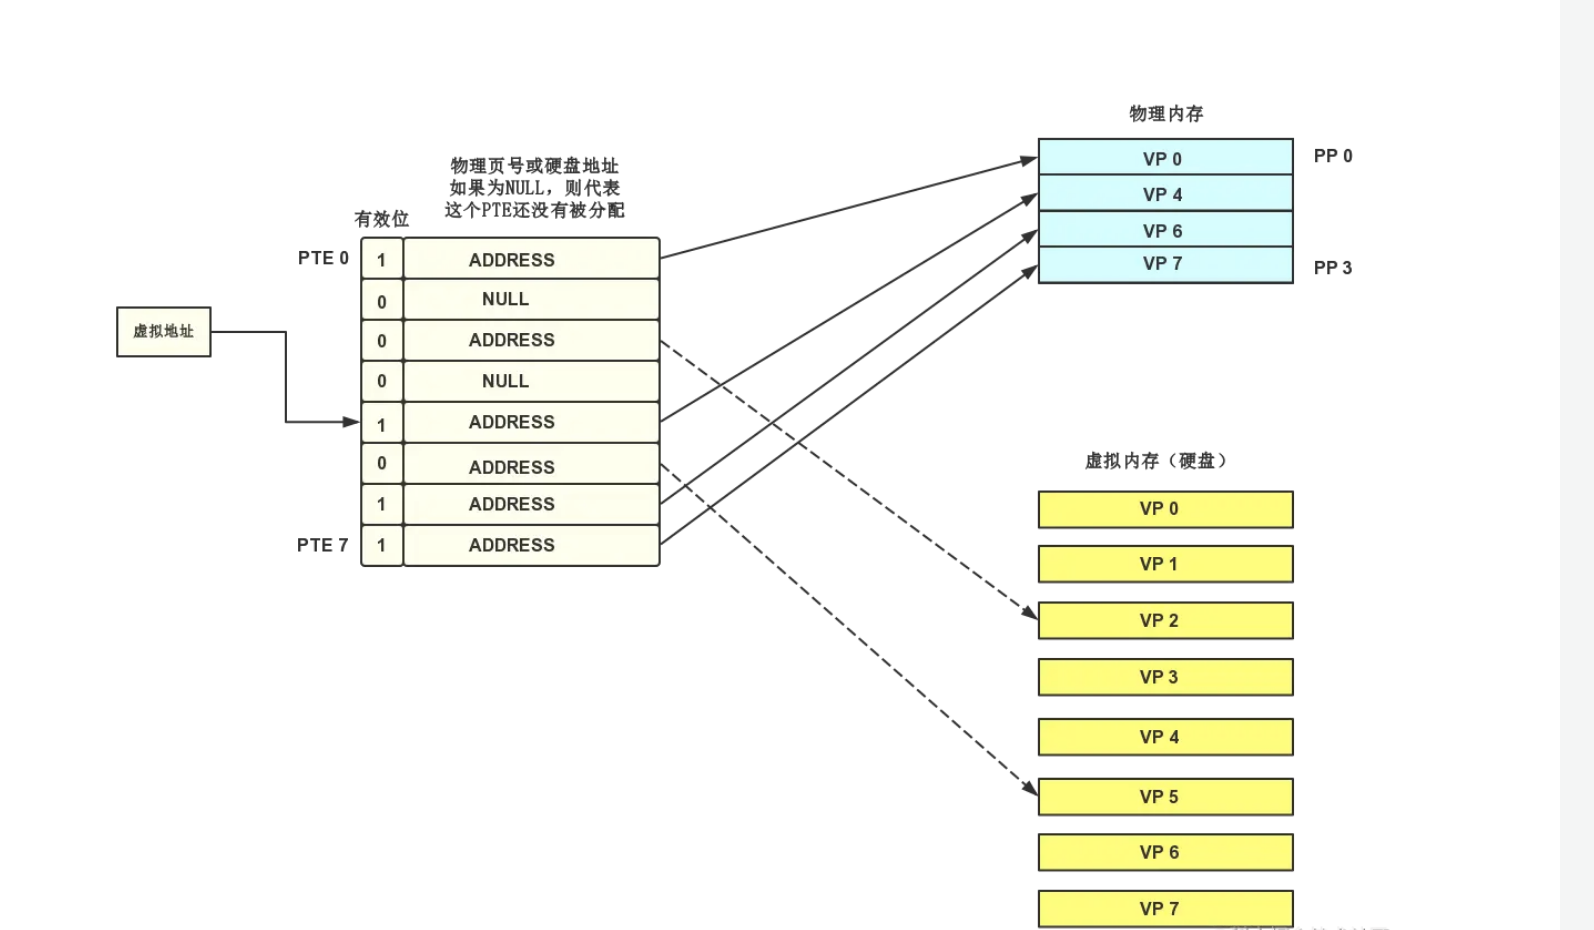 物理内存
VP 0
PP 0
VP 4
VP 6
VP 7
PP 3
物理页号或硬盘地址
如果为NULL，则代表
这个PTE还没有被分配
有效位
PTE 0
1
ADDRESS
0
NULL
0
ADDRESS
0
NULL
1
ADDRESS
0
ADDRESS
1
ADDRESS
PTE 7
1
ADDRESS
虚拟地址
虚拟内存（硬盘）
VP 0
VP 1
VP 2
VP 3
VP 4
VP 5
VP 6
VP 7